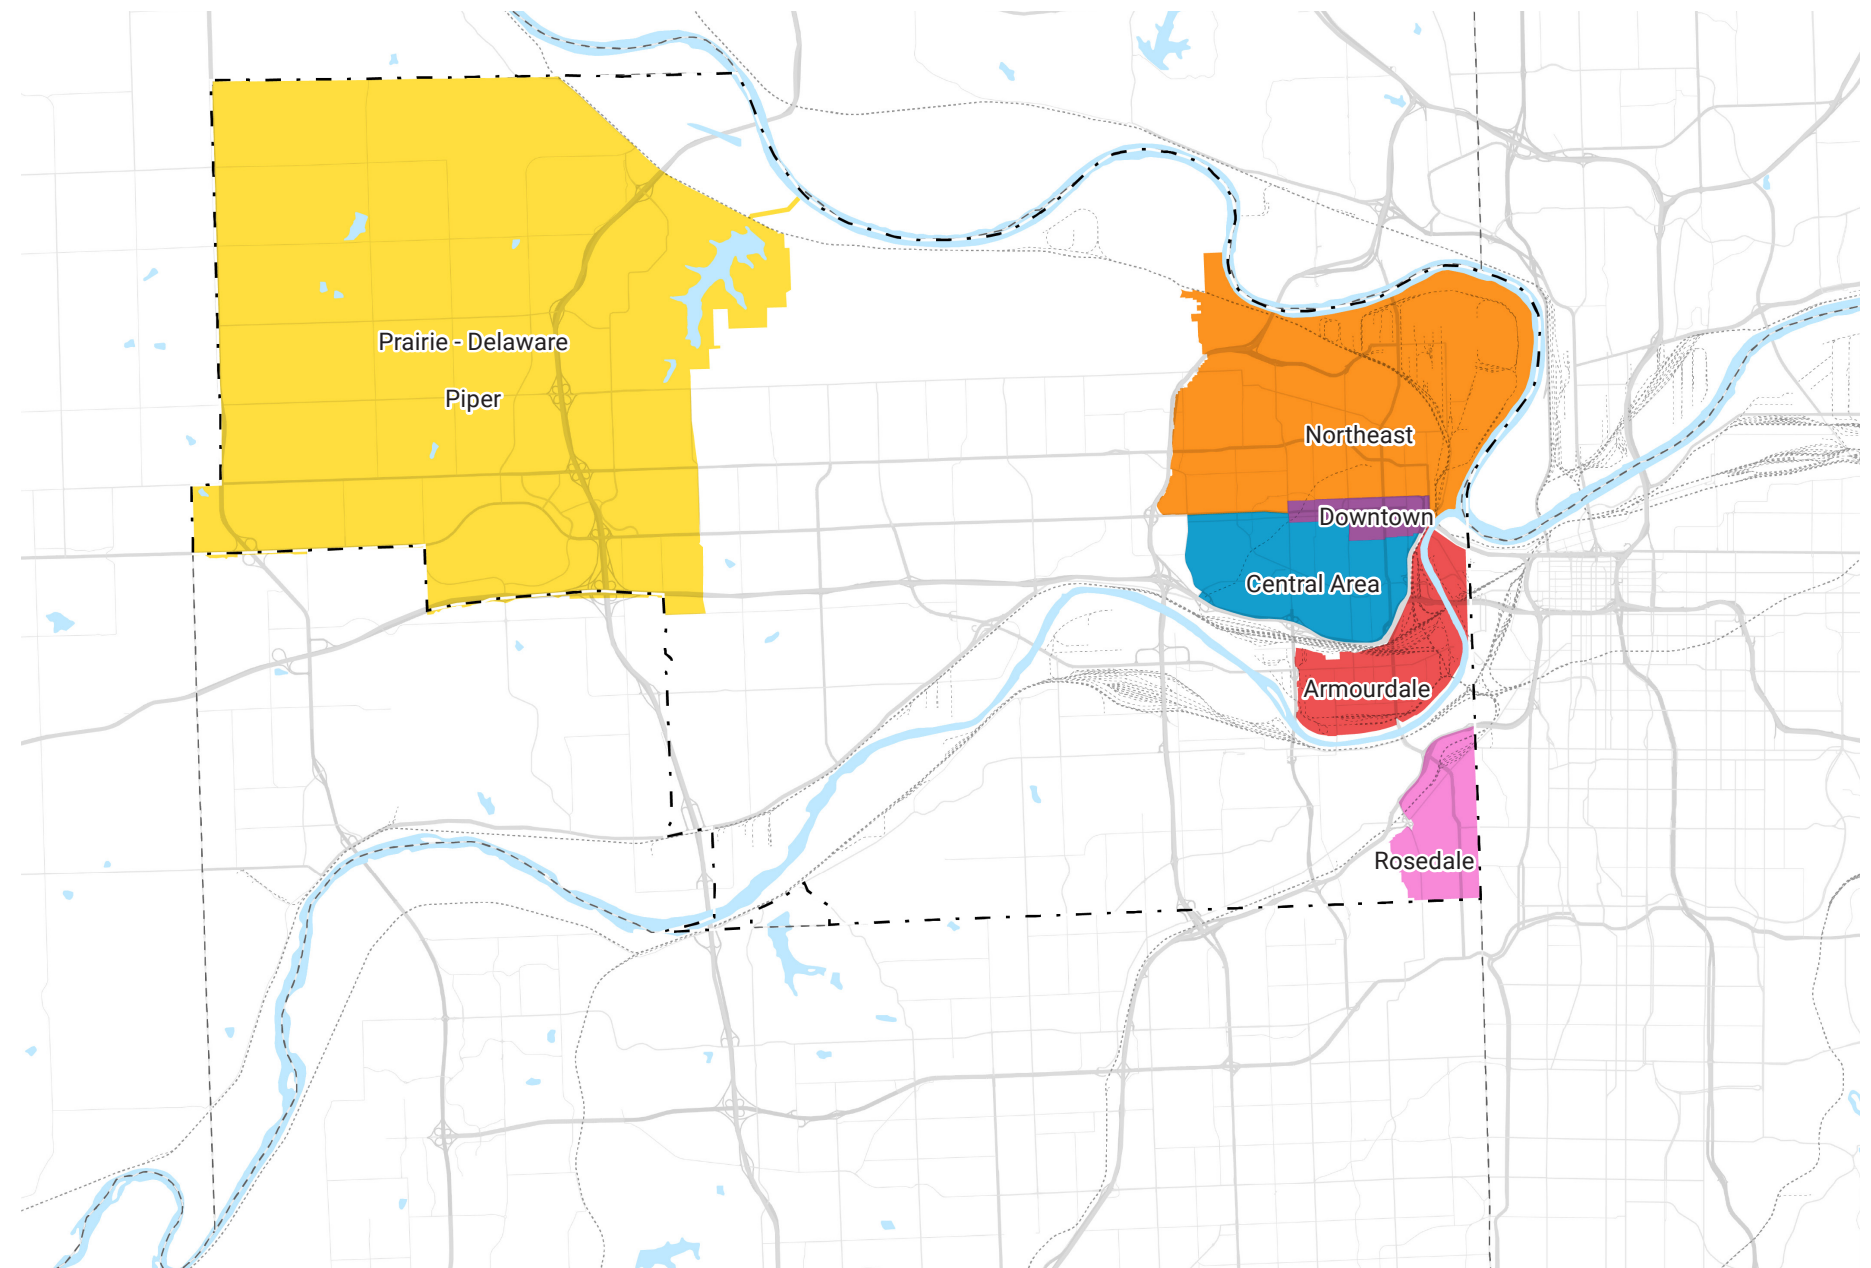 Prairie - Delaware
Piper
Northeast
Downtown
Central Area
Armourdale
Rosedale